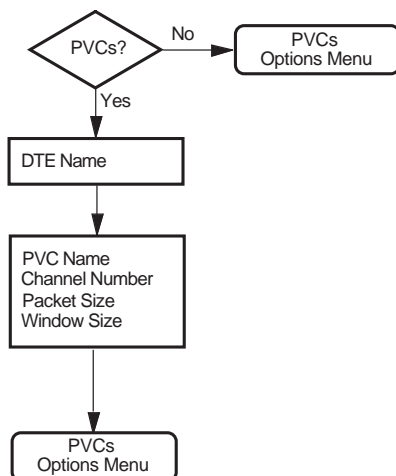 PVCs?
No
PVCs
Options Menu
Yes
DTE Name
PVC Name
Channel Number
Packet Size
Window Size
PVCs
Options Menu